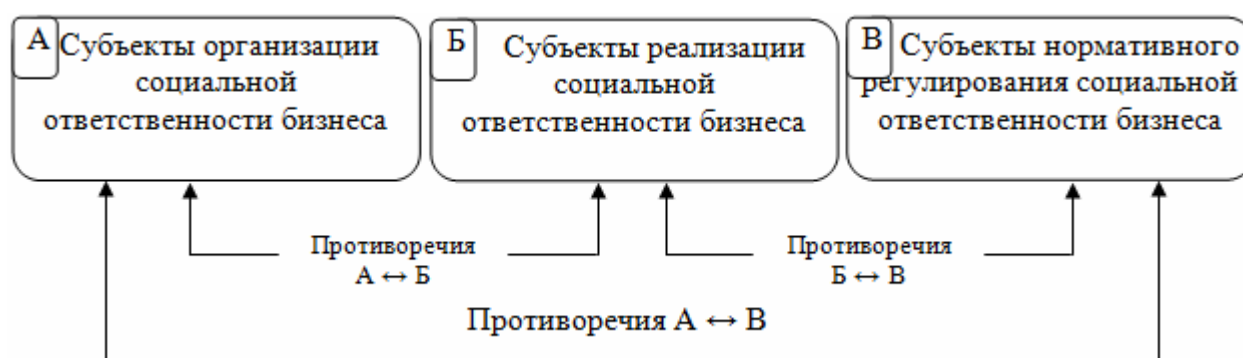 А
Субъекты организации
социальной
ответственности бизнеса
Б
Субъекты реализации
социальной
ответственности бизнеса
В
Субъекты нормативного
регулирования социальной
ответственности бизнеса
Противоречия
А ↔ Б
Противоречия
Б ↔ В
Противоречия А ↔ В